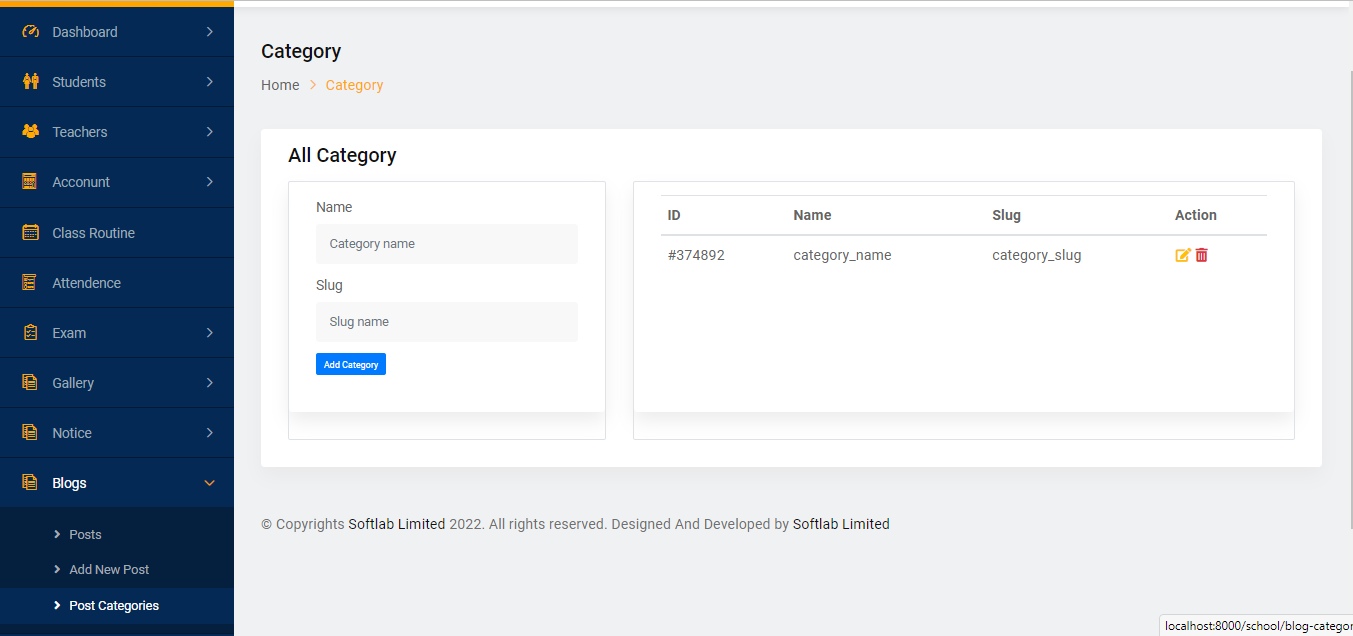 Dashboard
Students
Teachers
Acconunt
Class Routine
Attendence
Exam
Gallery
Notice
Blogs
Posts
Add New Post
Post Categories
Category
Home > Category
All Category
Name
Category name
Slug
Slug name
Add Category
ID Name Slug Action
#374892 category_name category_slug
© Copyrights Softlab Limited 2022. All rights reserved. Designed And Developed by Softlab Limited
localhost:8000/school/blog-categor